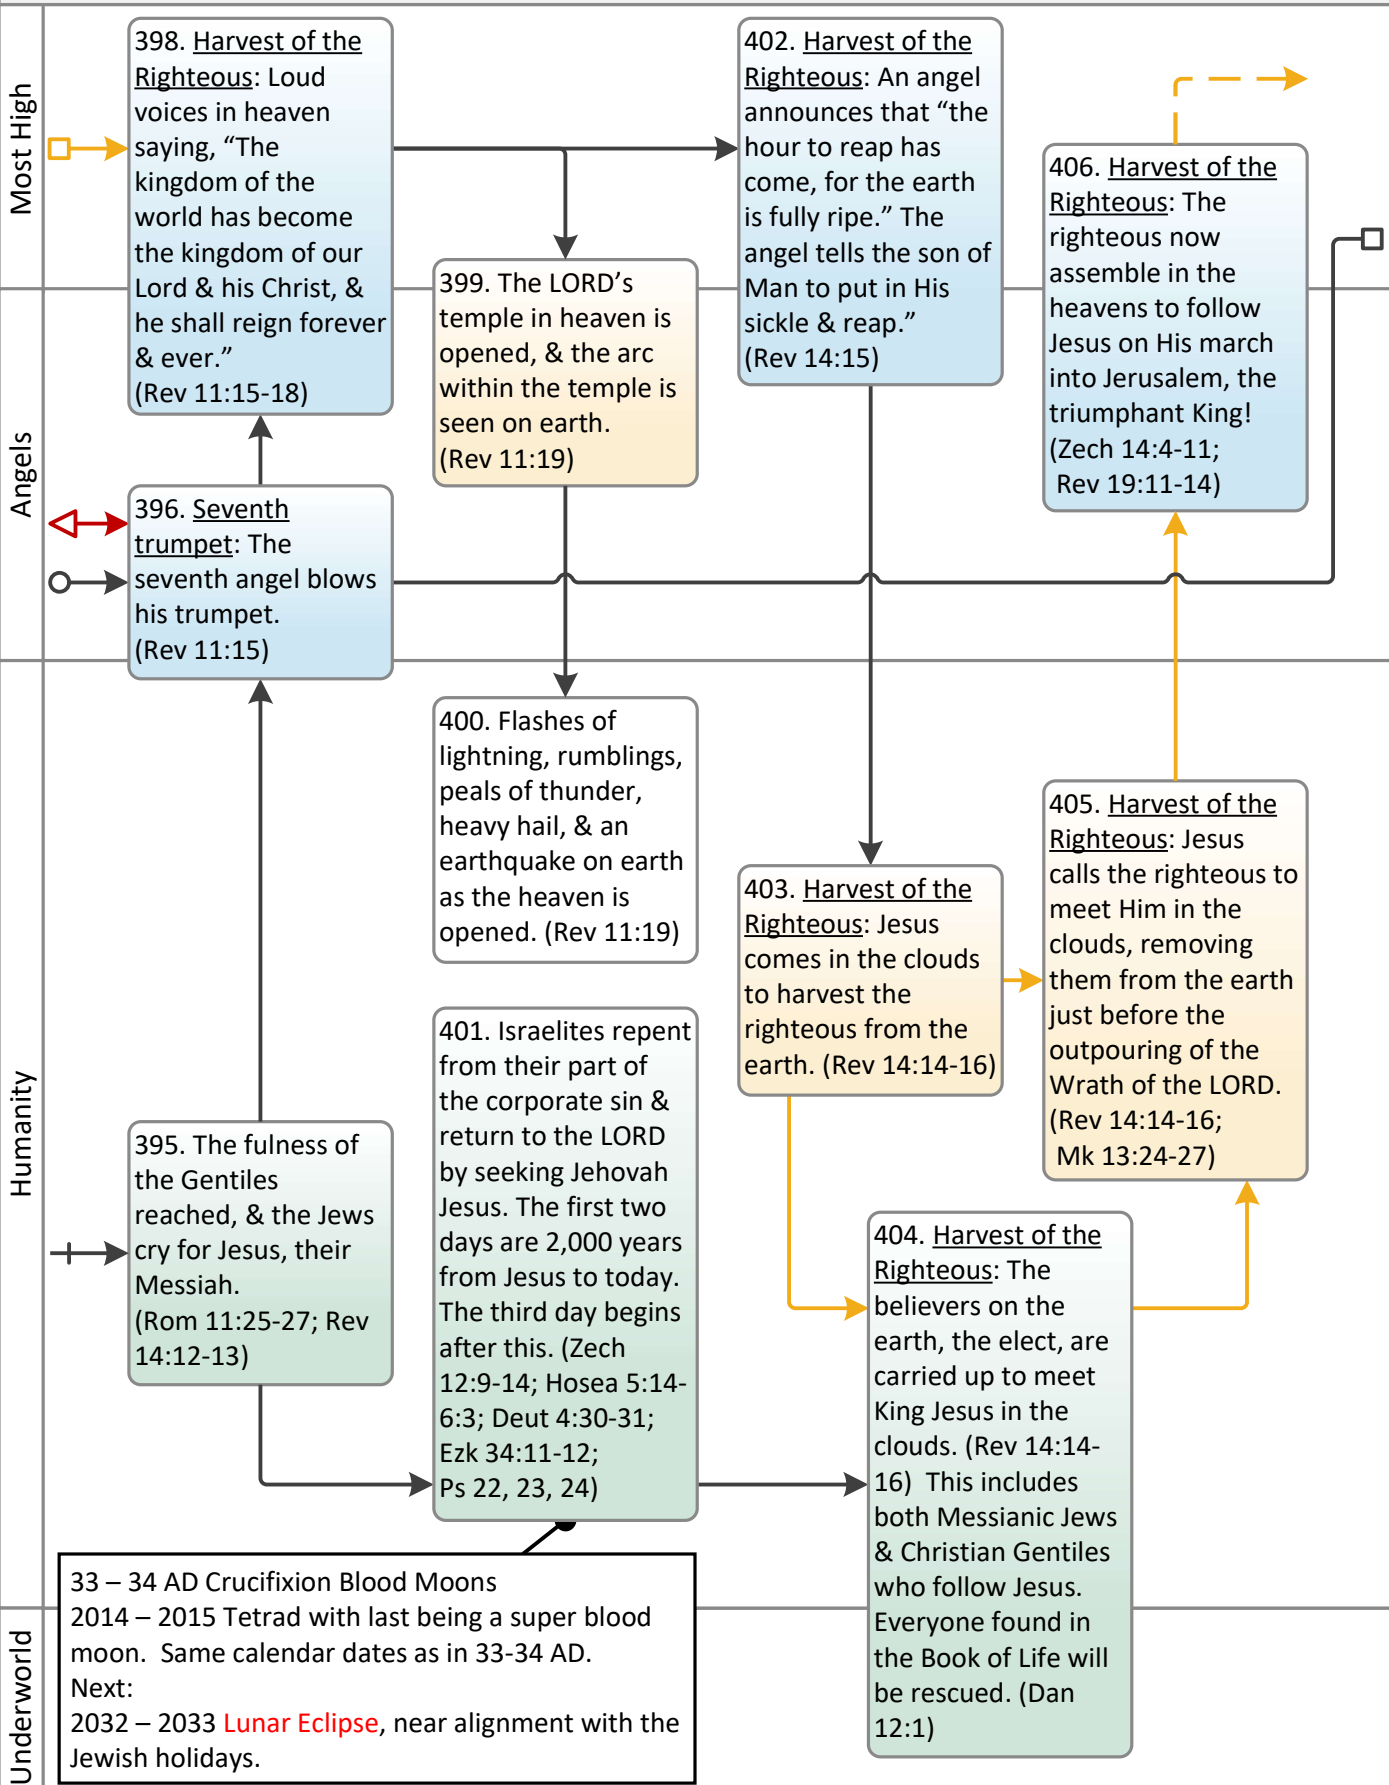 Most High
Angels
Humanity
Underworld
398. Harvest of the
Righteous: Loud
voices in heaven
saying, “The
kingdom of the
world has become
the kingdom of our
Lord & his Christ, &
he shall reign forever
& ever.”
(Rev 11:15-18)
402. Harvest of the
Righteous: An angel
announces that “the
hour to reap has
come, for the earth
is fully ripe.” The
angel tells the son of
Man to put in His
sickle & reap.”
(Rev 14:15)
406. Harvest of the
Righteous: The
righteous now
assemble in the
heavens to follow
Jesus on His march
into Jerusalem, the
triumphant King!
(Zech 14:4-11;
Rev 19:11-14)
399. The LORD’s
temple in heaven is
opened, & the arc
within the temple is
seen on earth.
(Rev 11:19)
396. Seventh
trumpet: The
seventh angel blows
his trumpet.
(Rev 11:15)
400. Flashes of
lightning, rumblings,
peals of thunder,
heavy hail, & an
earthquake on earth
as the heaven is
opened. (Rev 11:19)
405. Harvest of the
Righteous: Jesus
calls the righteous to
meet Him in the
clouds, removing
them from the earth
just before the
outpouring of the
Wrath of the LORD.
(Rev 14:14-16;
Mk 13:24-27)
403. Harvest of the
Righteous: Jesus
comes in the clouds
to harvest the
righteous from the
earth. (Rev 14:14-16)
401. Israelites repent
from their part of
the corporate sin &
return to the LORD
by seeking Jehovah
Jesus. The first two
days are 2,000 years
from Jesus to today.
The third day begins
after this. (Zech
12:9-14; Hosea 5:14-
6:3; Deut 4:30-31;
Ezk 34:11-12;
Ps 22, 23, 24)
395. The fulness of
the Gentiles
reached, & the Jews
cry for Jesus, their
Messiah.
(Rom 11:25-27; Rev
14:12-13)
404. Harvest of the
Righteous: The
believers on the
earth, the elect, are
carried up to meet
King Jesus in the
clouds. (Rev 14:14-
16)  This includes
both Messianic Jews
& Christian Gentiles
who follow Jesus.
Everyone found in
the Book of Life will
be rescued. (Dan
12:1)
33 – 34 AD Crucifixion Blood Moons
2014 – 2015 Tetrad with last being a super blood
moon.  Same calendar dates as in 33-34 AD.
Next:
2032 – 2033 Lunar Eclipse, near alignment with the
Jewish holidays.